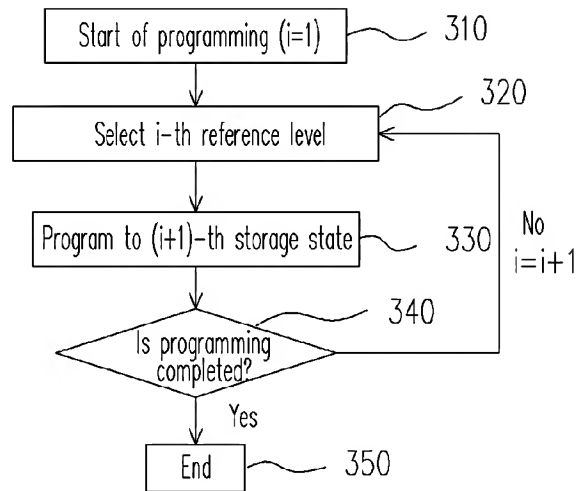 Start of programming (i=1)
310
320
Select i-th reference level
Program to (i+1)-th storage state
330
No
i=i+1
340
Is programming
completed?
Yes
End
350